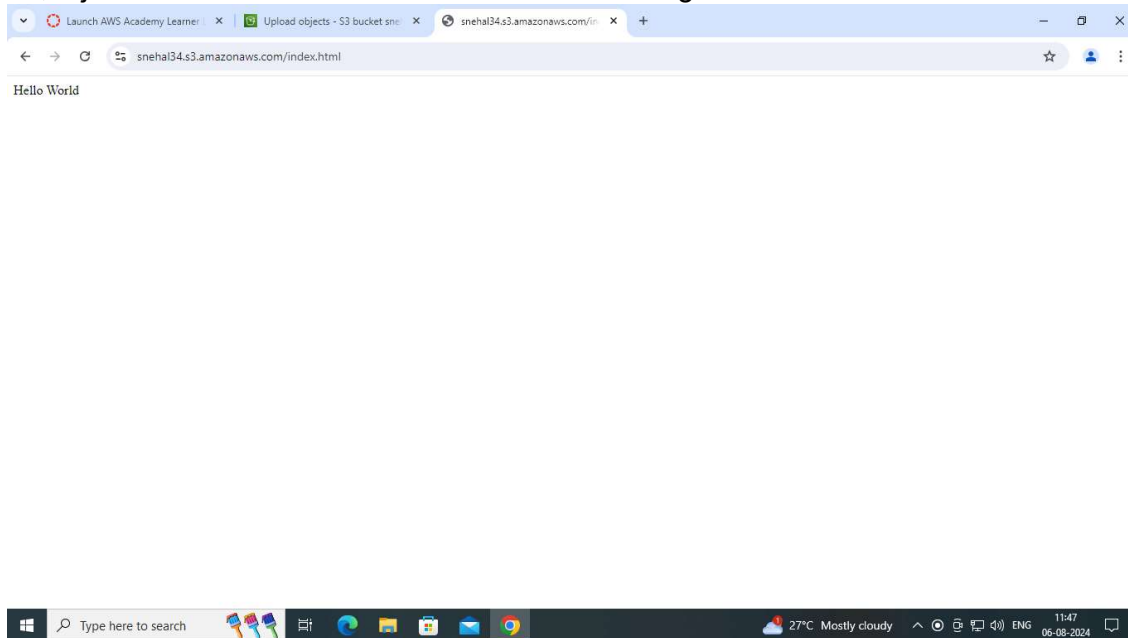 Launch AWS Academy Learner
Upload objects - S3 bucket sne
snehal34.s3.amazonaws.com/in
snehal34.s3.amazonaws.com/index.html
Hello World
Type here to search
27°C Mostly cloudy
ENG
11:47
06-08-2024